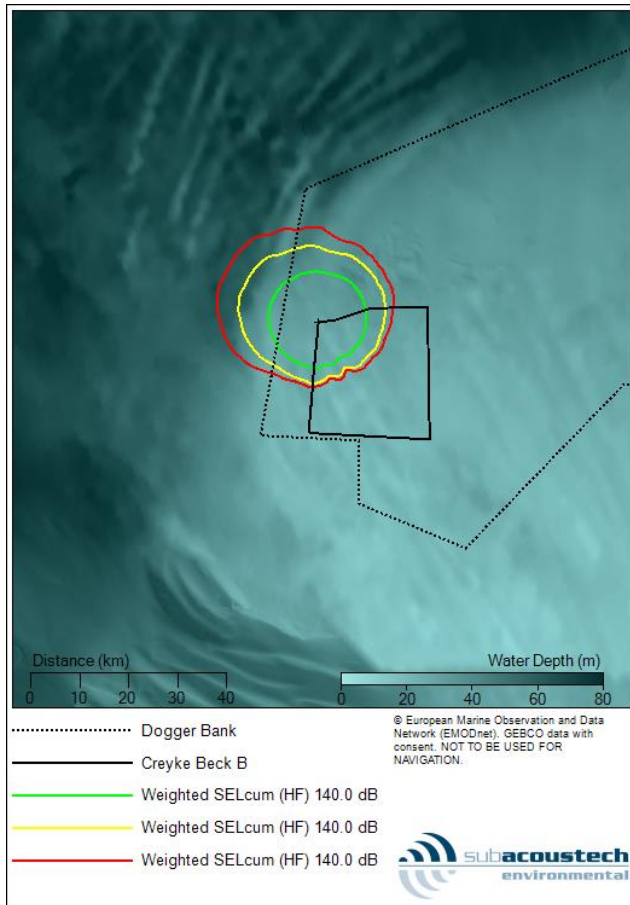 Distance (km)
0 10 20 30 40
Water Depth (m)
0 20 40 60 80
Dogger Bank
Creyke Beck B
Weighted SELcum (HF) 140.0 dB
Weighted SELcum (HF) 140.0 dB
Weighted SELcum (HF) 140.0 dB
© European Marine Observation and Data
Network (EMODnet). GEBCO data with
consent. NOT TO BE USED FOR
NAVIGATION.
subacoustech
environmental